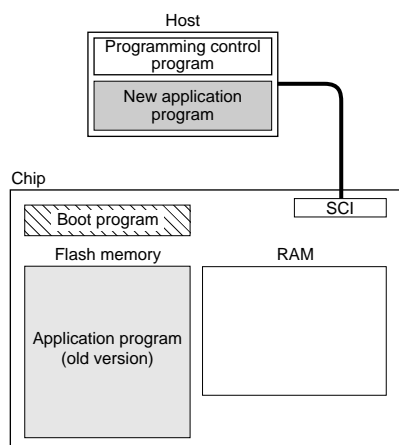 Host
Programming control
program
New application
program
Chip
SCI
Boot program
Flash memory
RAM
Application program
(old version)